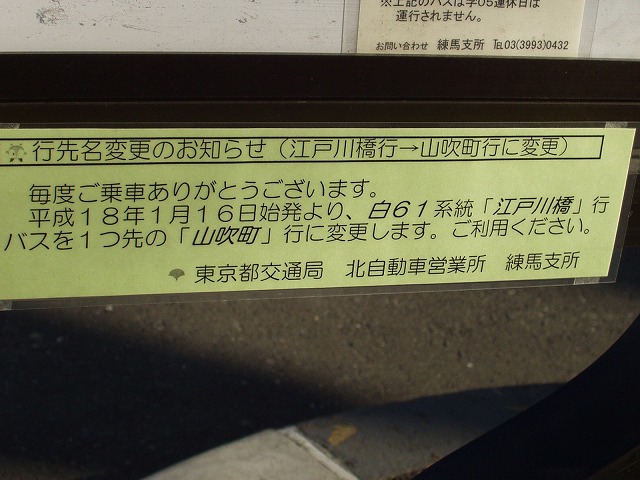 ※上記のバスは学05運休日は
運行されません。
お問い合わせ 練馬支所 ℡03(3993)0432
行先名変更のお知らせ（江戸川橋行→山吹町行に変更）
毎度ご乗車ありがとうございます。
平成１８年１月１６日始発より、白６１系統「江戸川橋」行
バスを１つ先の「山吹町」行に変更します。ご利用ください。
東京都交通局　北自動車営業所　練馬支所